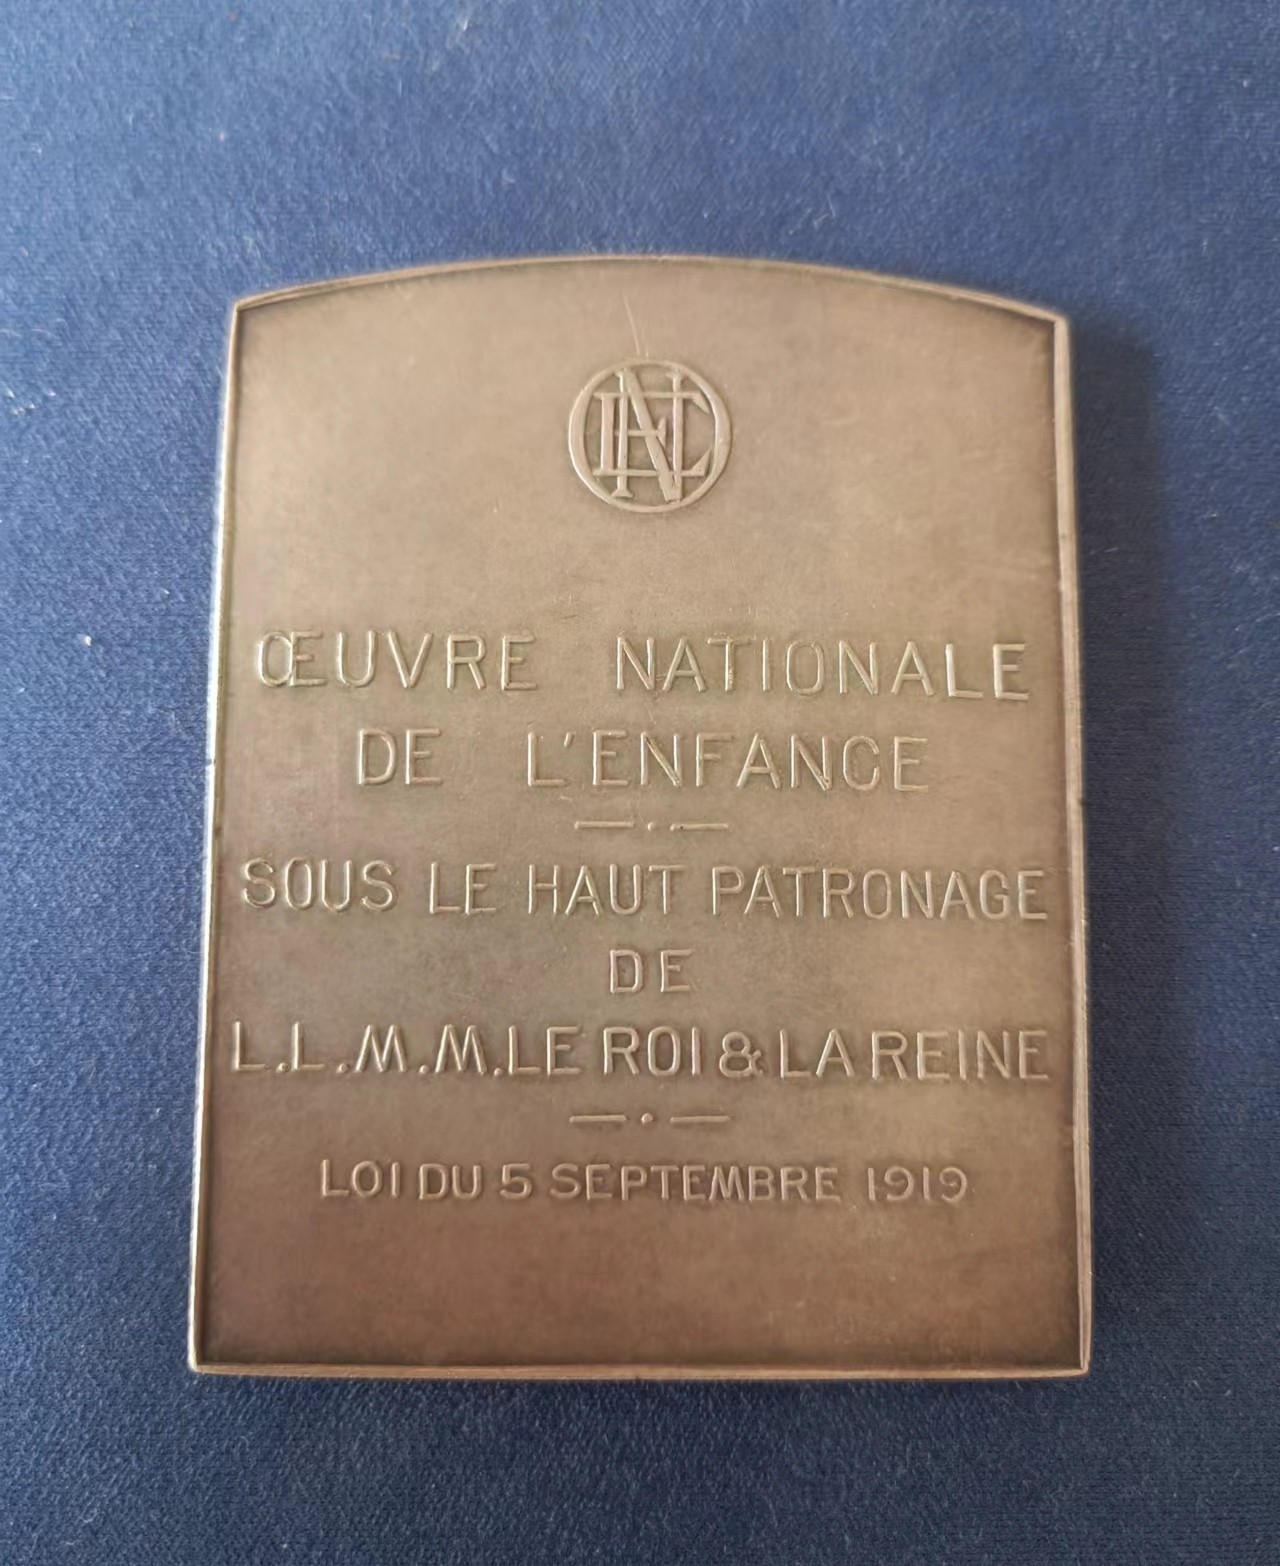 ŒUVRE NATIONALE
DE L'ENFANCE
SOUS LE HAUT PATRONAGE
DE
L.L.M.M.LE ROI & LA REINE
LOI DU 5 SEPTEMBRE 1919